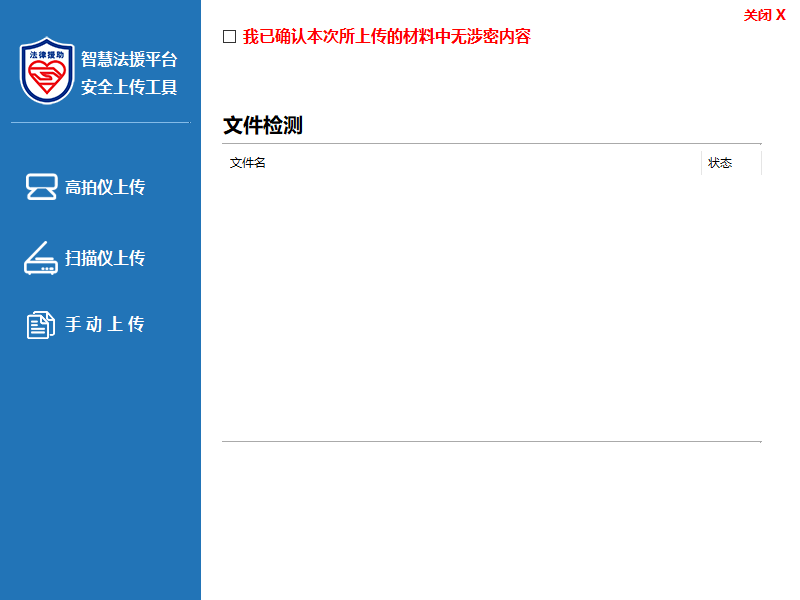 关闭 X
我已确认本次所上传的材料中无涉密内容
法律援助
智慧法援平台
安全上传工具
文件检测
文件名 状态
高拍仪上传
扫描仪上传
手动上传